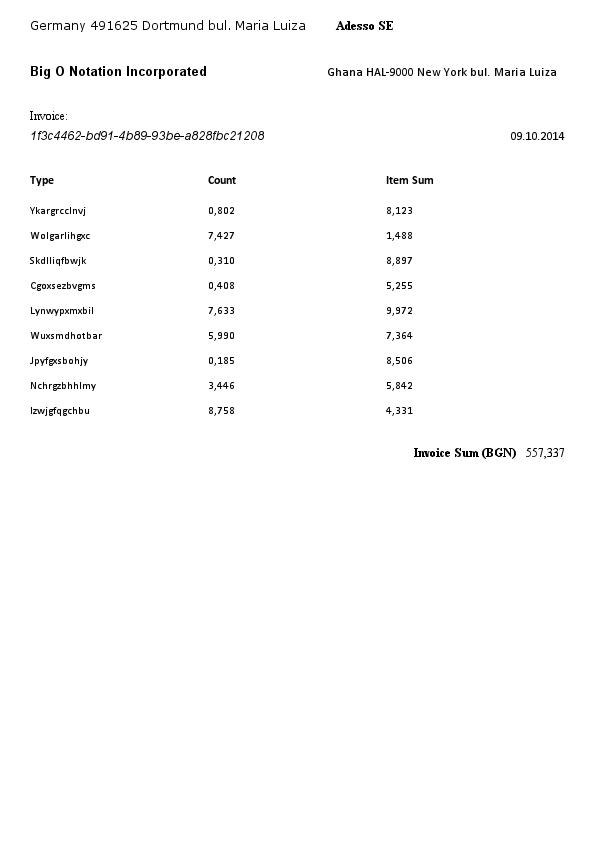 Germany 491625 Dortmund bul. Maria Luiza Adesso SE
Big O Notation Incorporated Ghana HAL-9000 New York bul. Maria Luiza
Invoice:
1f3c4462-bd91-4b89-93be-a828fbc21208 09.10.2014
Type Count Item Sum
Ykargrcclnvj 0,802 8,123
Wolgarlihgxc 7,427 1,488
Skdlliqfbwjk 0,310 8,897
Cgoxsezbvgms 0,408 5,255
Lynwypxmxbil 7,633 9,972
Wuxsmdhotbar 5,990 7,364
Jpyfgxsbohjy 0,185 8,506
Nchrgzbhhlmy 3,446 5,842
Izwjgfqgchbu 8,758 4,331
Invoice Sum (BGN) 557,337